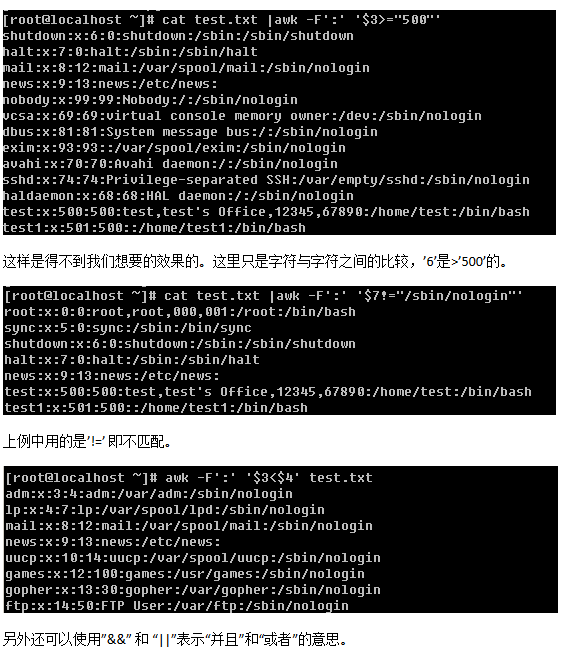 [root@localhost ~]# cat test.txt |awk -F':' '$3>="500"'
shutdown:x:6:0:shutdown:/sbin:/sbin/shutdown
halt:x:7:0:halt:/sbin:/sbin/halt
mail:x:8:12:mail:/var/spool/mail:/sbin/nologin
news:x:9:13:news:/etc/news:
nobody:x:99:99:Nobody:/:/sbin/nologin
vcsa:x:69:69:virtual console memory owner:/dev:/sbin/nologin
dbus:x:81:81:System message bus:/:/sbin/nologin
exim:x:93:93::/var/spool/exim:/sbin/nologin
avahi:x:70:70:Avahi daemon:/:/sbin/nologin
sshd:x:74:74:Privilege-separated SSH:/var/empty/sshd:/sbin/nologin
haldaemon:x:68:68:HAL daemon:/:/sbin/nologin
test:x:500:500:test,test's Office,12345,67890:/home/test:/bin/bash
test1:x:501:500::/home/test1:/bin/bash
这样是得不到我们想要的效果的。这里只是字符与字符之间的比较，’6’是>’500’的。
[root@localhost ~]# cat test.txt |awk -F':' '$7!="/sbin/nologin"'
root:x:0:0:root,root,000,001:/root:/bin/bash
sync:x:5:0:sync:/sbin:/bin/sync
shutdown:x:6:0:shutdown:/sbin:/sbin/shutdown
halt:x:7:0:halt:/sbin:/sbin/halt
news:x:9:13:news:/etc/news:
test:x:500:500:test,test's Office,12345,67890:/home/test:/bin/bash
test1:x:501:500::/home/test1:/bin/bash
上例中用的是’!=’ 即不匹配。
[root@localhost ~]# awk -F':' '$3<$4' test.txt
adm:x:3:4:adm:/var/adm:/sbin/nologin
lp:x:4:7:lp:/var/spool/lpd:/sbin/nologin
mail:x:8:12:mail:/var/spool/mail:/sbin/nologin
news:x:9:13:news:/etc/news:
uucp:x:10:14:uucp:/var/spool/uucp:/sbin/nologin
games:x:12:100:games:/usr/games:/sbin/nologin
gopher:x:13:30:gopher:/var/gopher:/sbin/nologin
ftp:x:14:50:FTP User:/var/ftp:/sbin/nologin
另外还可以使用”&&” 和 “||”表示“并且”和“或者”的意思。